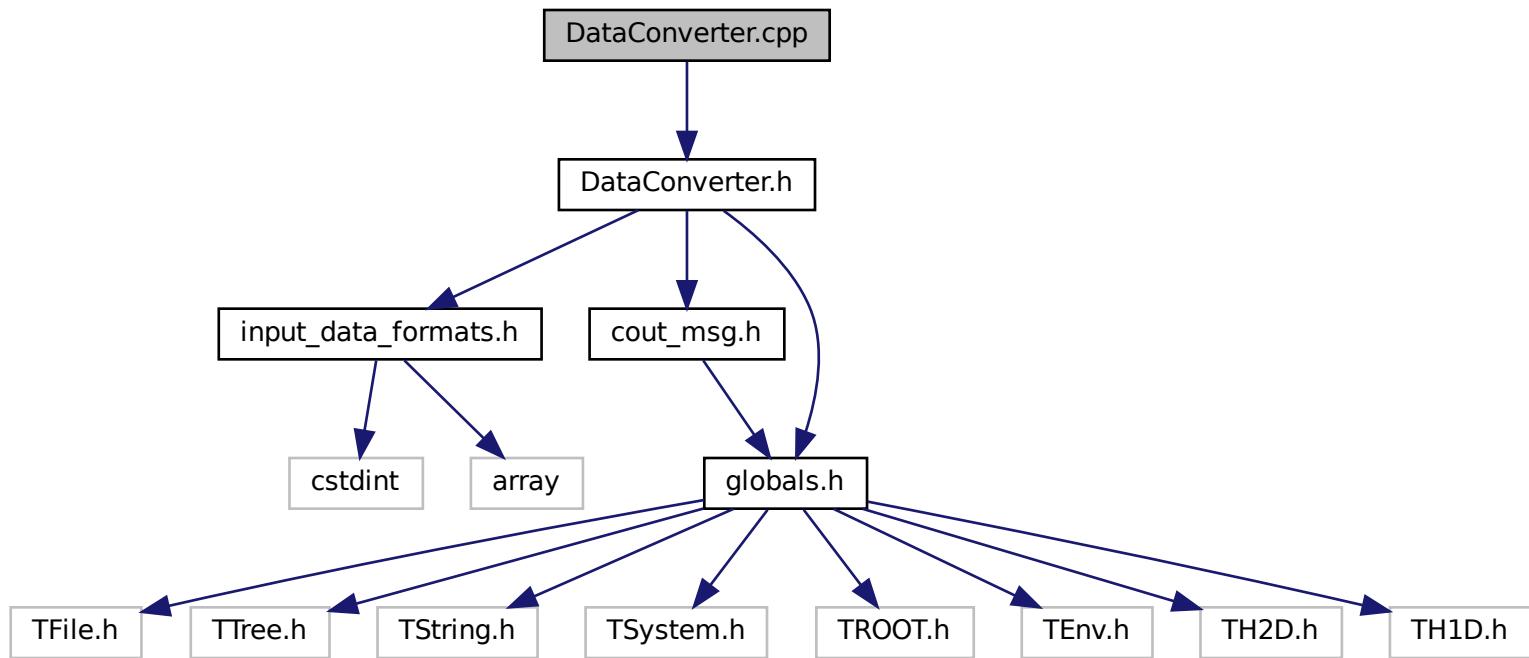 DataConverter.cpp
DataConverter.h
input_data_formats.h
cout_msg.h
cstdint
array
globals.h
TFile.h
TTree.h
TString.h
TSystem.h
TROOT.h
TEnv.h
TH2D.h
TH1D.h